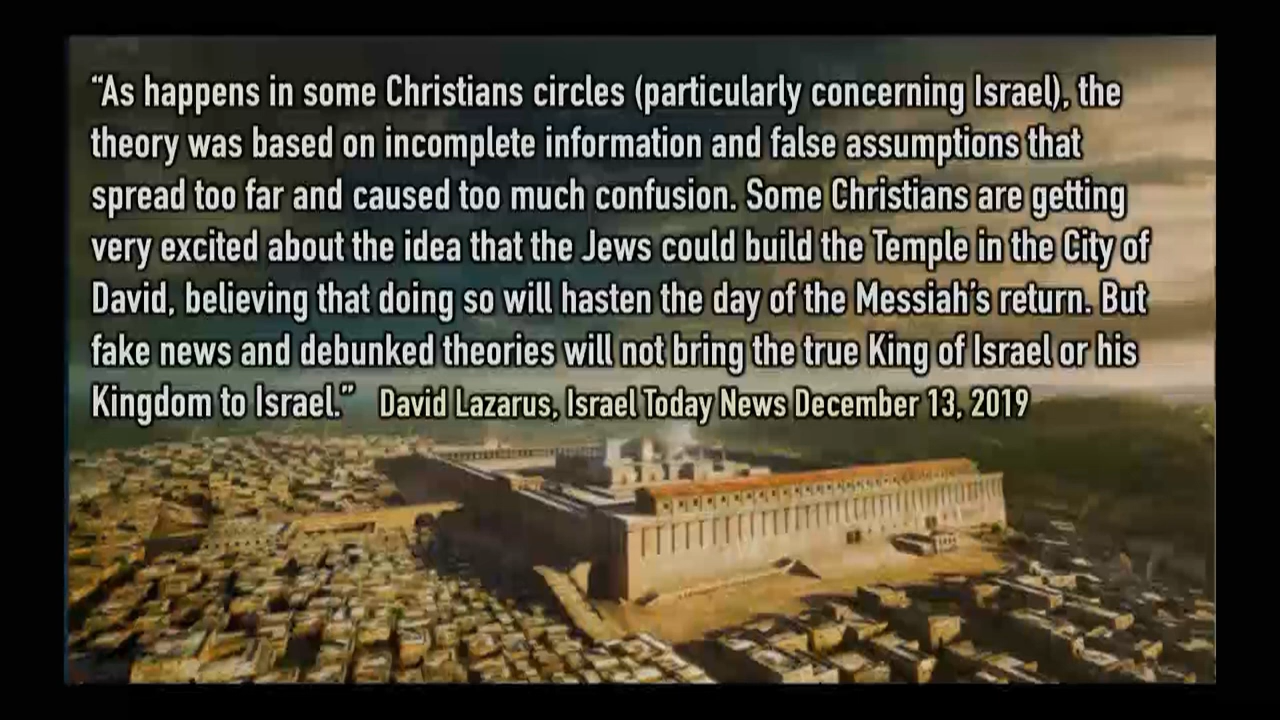 “As happens in some Christians circles (particularly concerning Israel), the
theory was based on incomplete information and false assumptions that
spread too far and caused too much confusion. Some Christians are getting
very excited about the idea that the Jews could build the Temple in the City of
David, believing that doing so will hasten the day of the Messiah’s return. But
fake news and debunked theories will not bring the true King of Israel or his
Kingdom to Israel.” David Lazarus, Israel Today News December 13, 2019